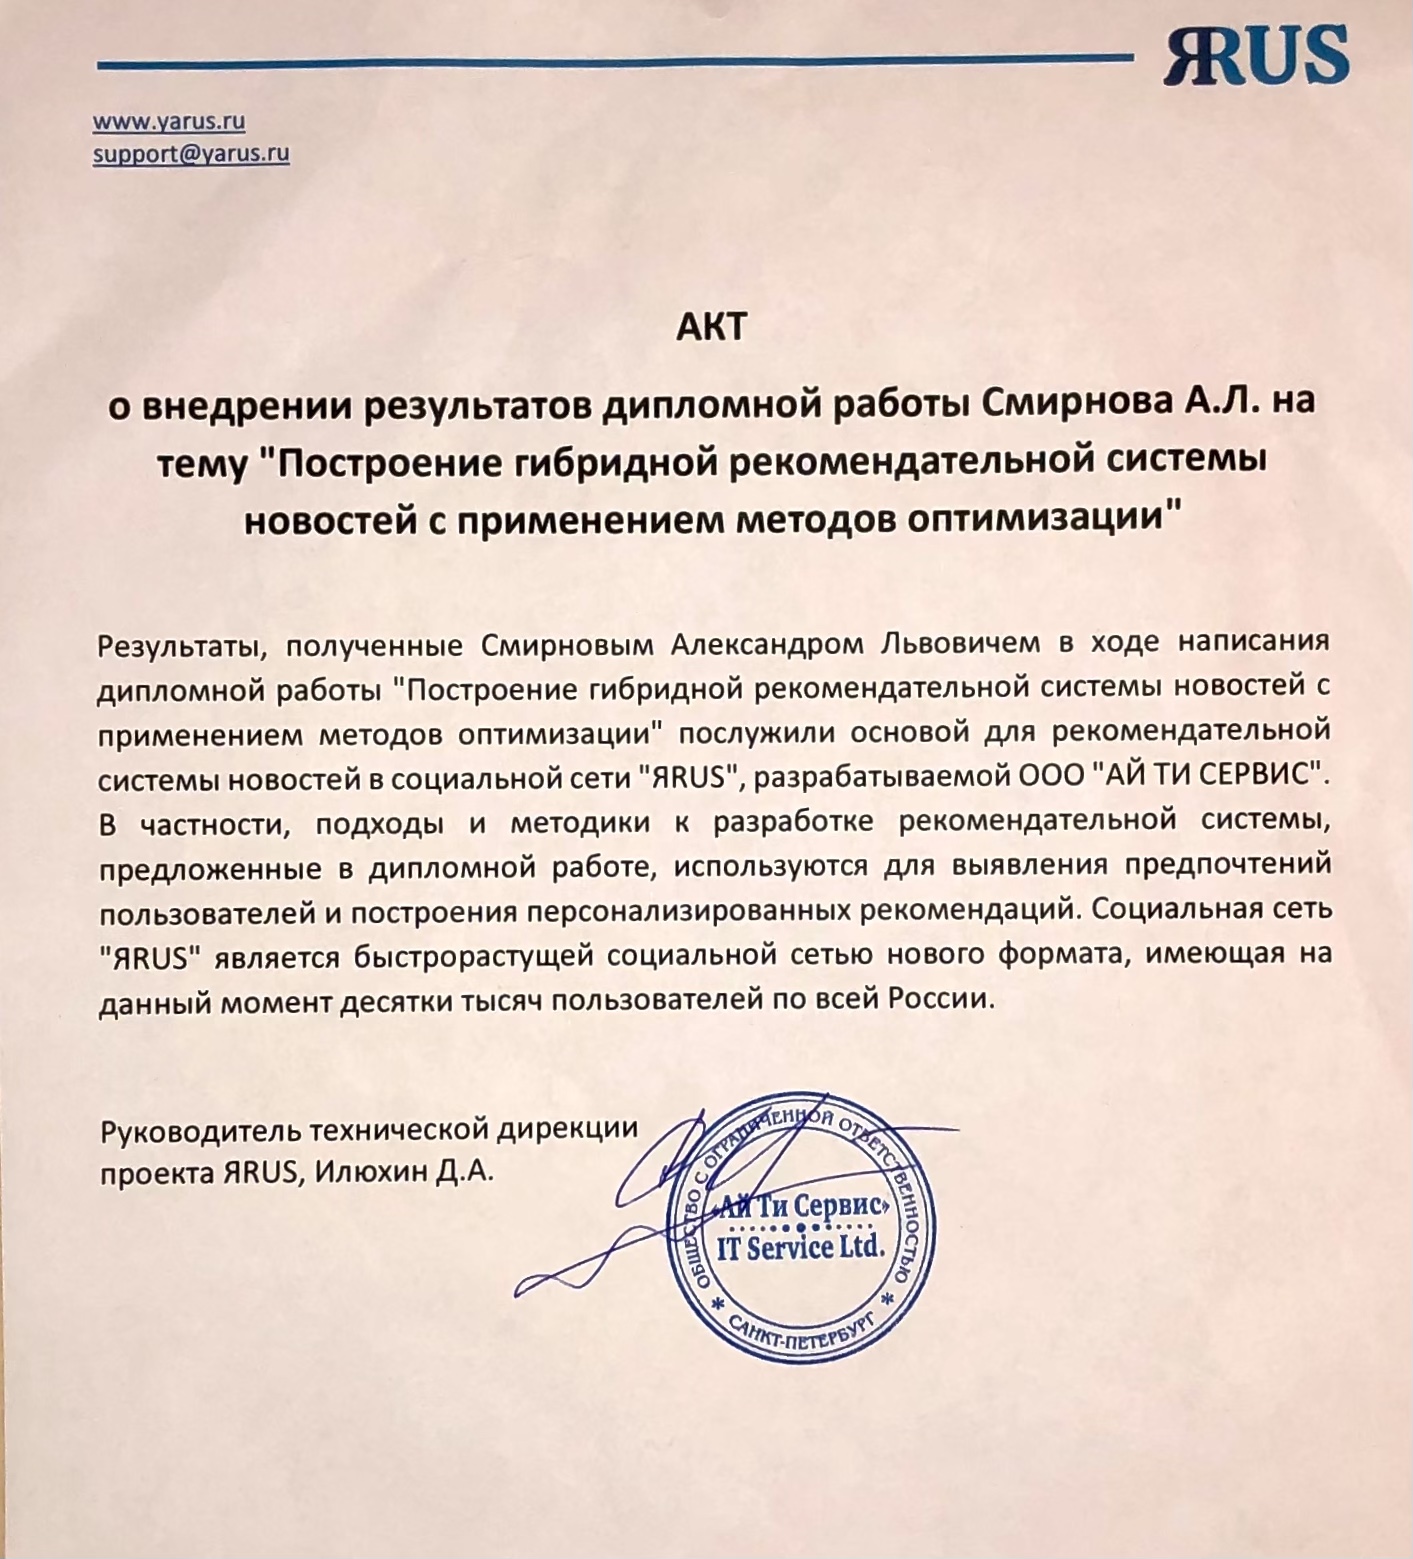 ЯRUS
www.yarus.ru
support@yarus.ru
АКТ
о внедрении результатов дипломной работы Смирнова А.Л. на
тему "Построение гибридной рекомендательной системы
новостей с применением методов оптимизации"
Результаты, полученные Смирновым Александром Львовичем в ходе написания
дипломной работы "Построение гибридной рекомендательной системы новостей с
применением методов оптимизации" послужили основой для рекомендательной
системы новостей в социальной сети "ЯRUS", разрабатываемой ООО "АЙ ТИ СЕРВИС".
В частности, подходы и методики к разработке рекомендательной системы,
предложенные в дипломной работе, используются для выявления предпочтений
пользователей и построения персонализированных рекомендаций. Социальная сеть
"ЯRUS" является быстрорастущей социальной сетью нового формата, имеющая на
данный момент десятки тысяч пользователей по всей России.
Руководитель технической дирекции
проекта ЯRUS, Илюхин Д.А.
ОБЩЕСТВО С ОГРАНИЧЕННОЙ ОТВЕТСТВЕННОСТЬЮ
«Ай Ти Сервис»
IT Service Ltd.
* САНКТ-ПЕТЕРБУРГ *